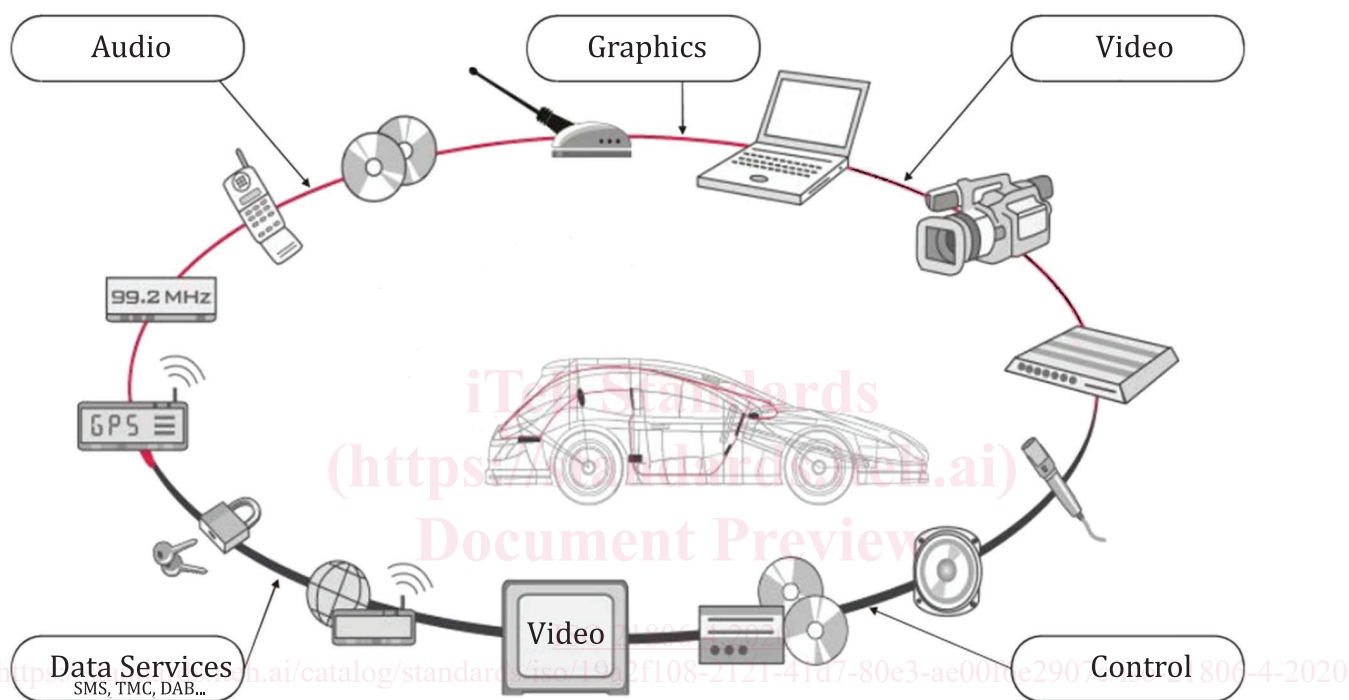 Audio
Graphics
Video
99.2 MHz
GPS
iTeh Standards
(https://standards.iteh.ai)
Document Preview
Video
Data Services
SMS, TMC, DAB...
Control